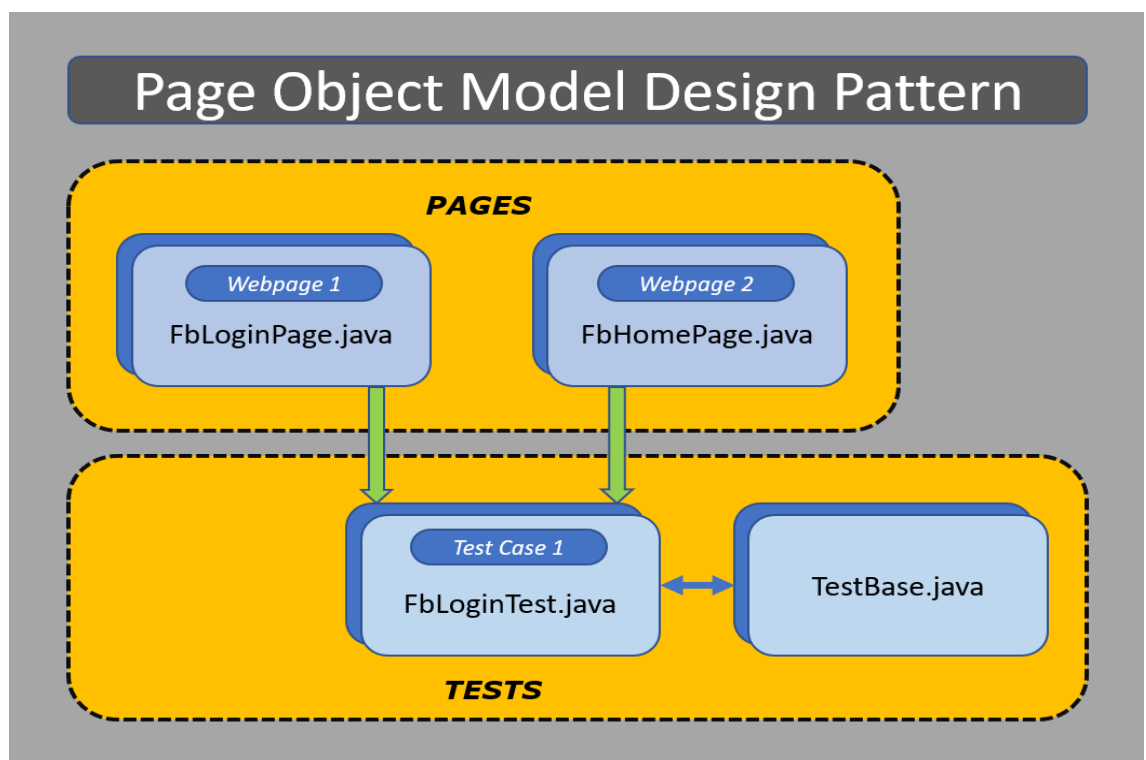 Page Object Model Design Pattern
PAGES
Webpage 1
FbLoginPage.java
Webpage 2
FbHomePage.java
Test Case 1
FbLoginTest.java
TestBase.java
TESTS